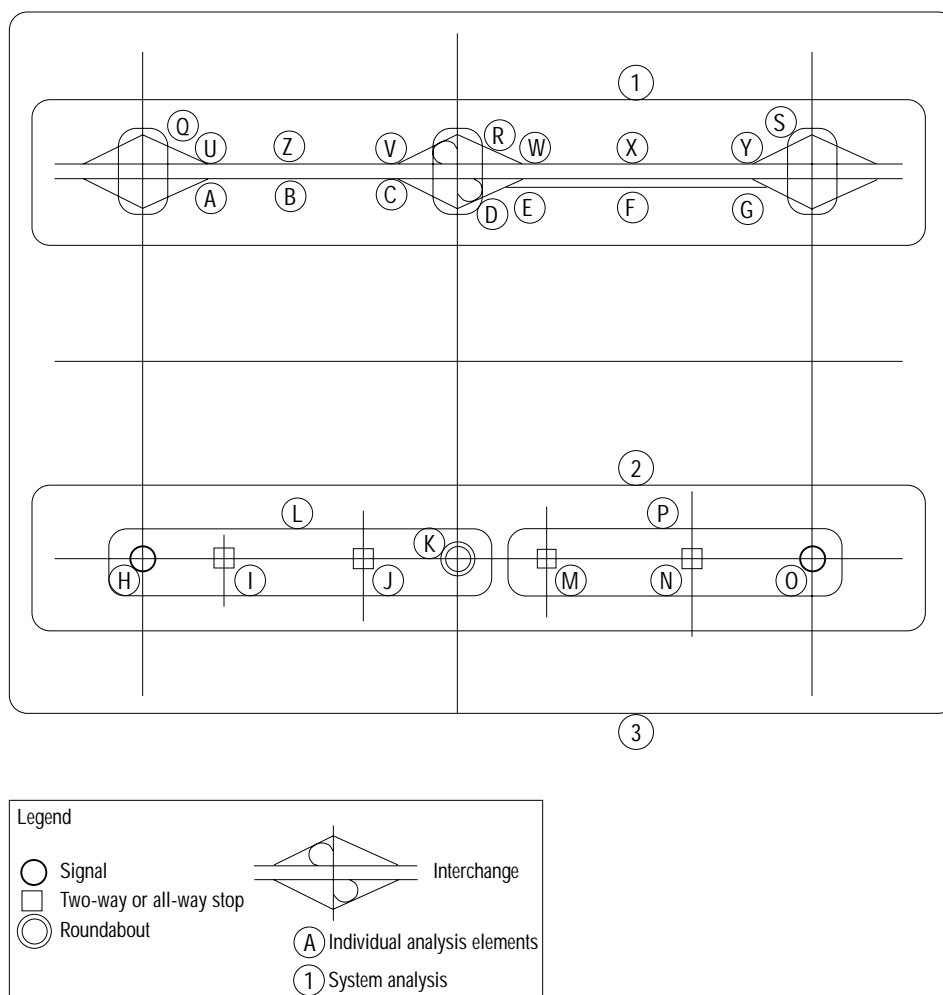 1
Q
U
Z
V
R
W
X
Y
S
A
B
C
D
E
F
G
2
L
K
P
H
I
J
M
N
O
3
Legend
Signal
Two-way or all-way stop
Roundabout
Interchange
A Individual analysis elements
1 System analysis